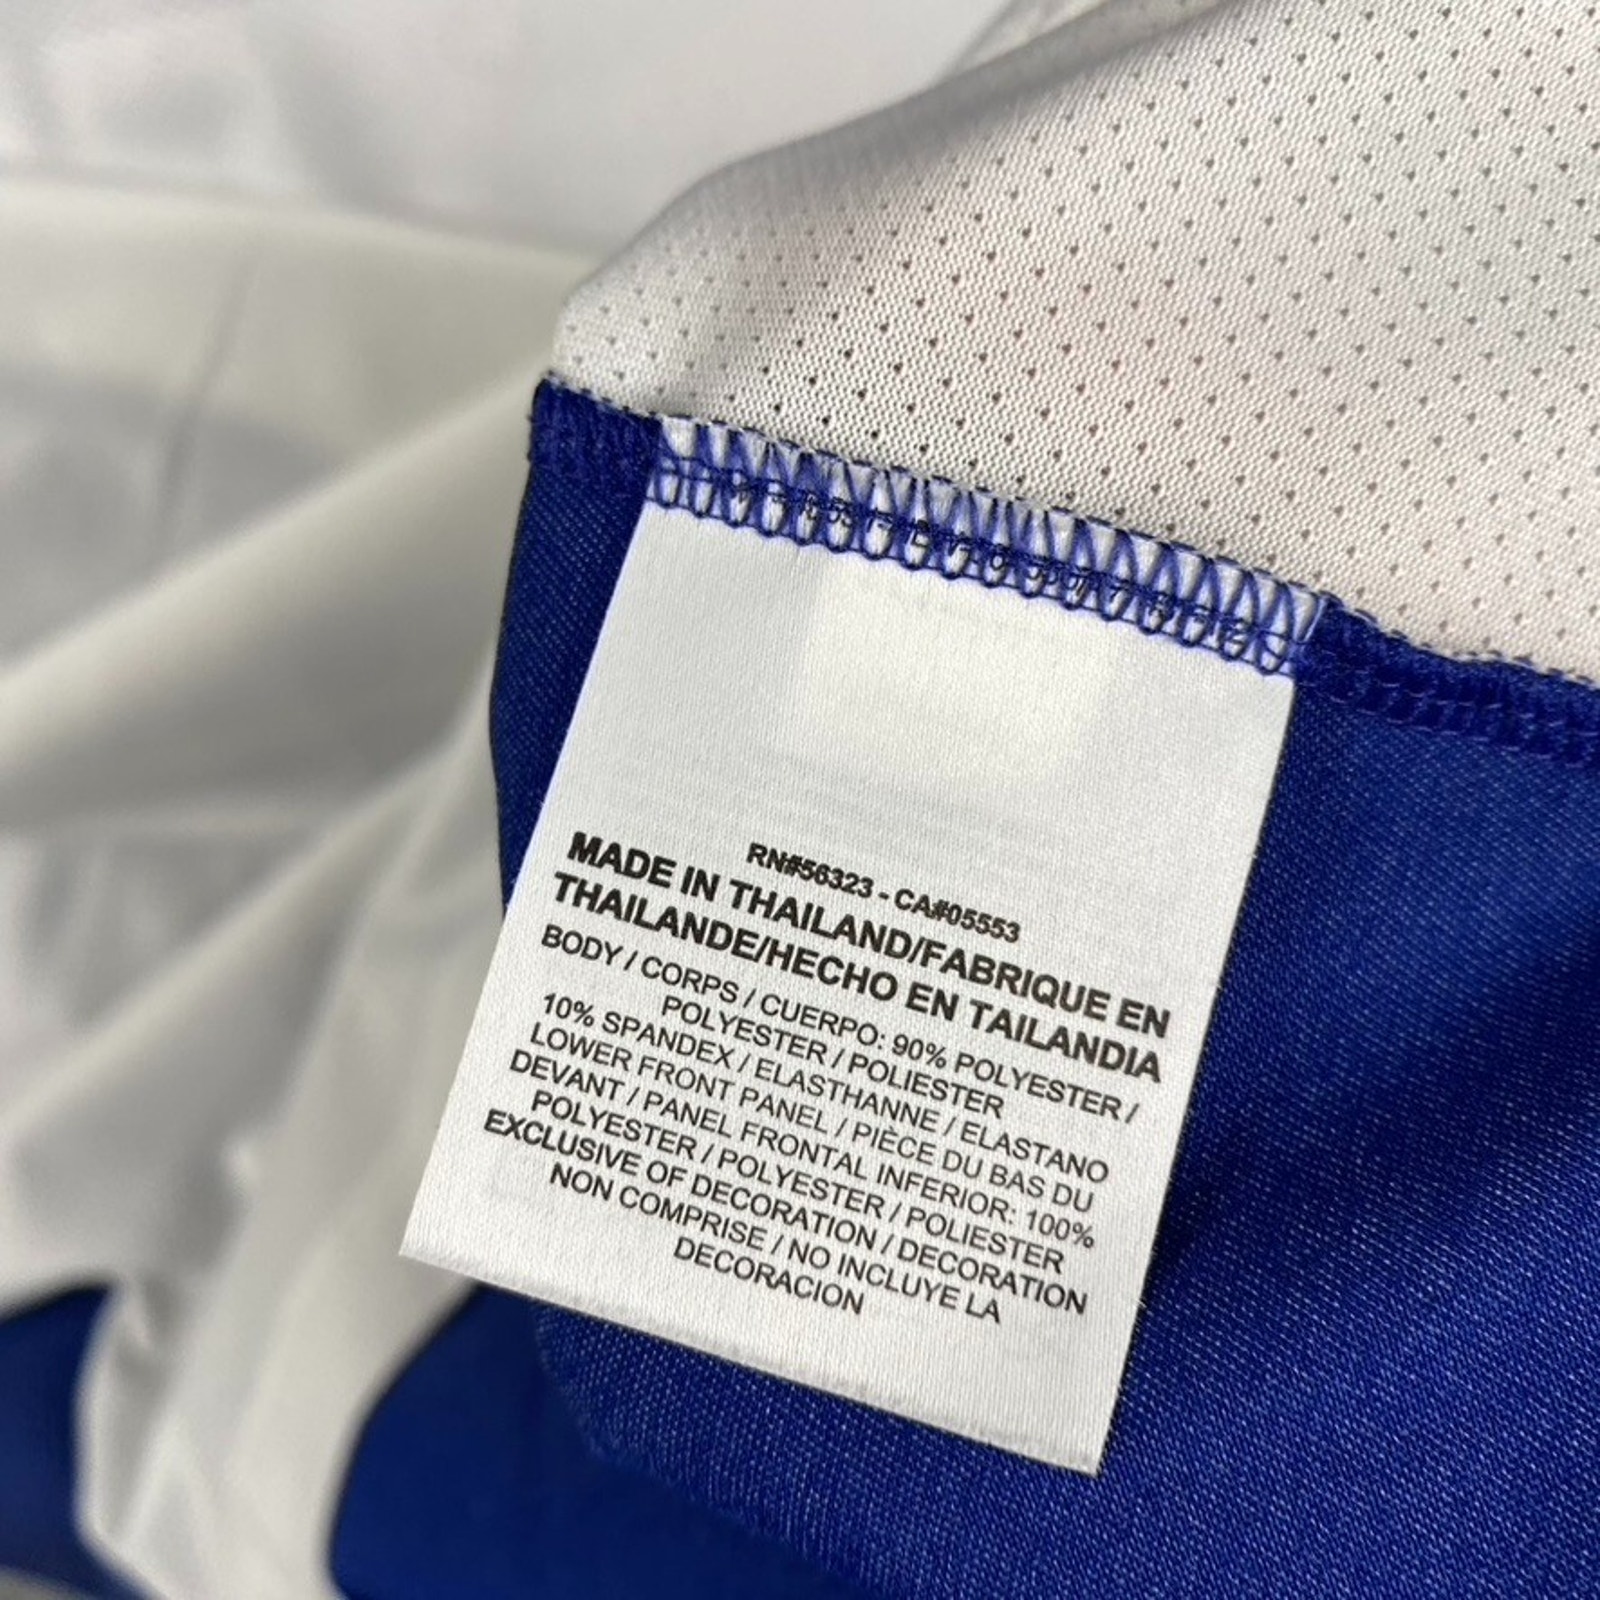 RN#56323 - CA#05553
MADE IN THAILAND/FABRIQUE EN
THAILANDE/HECHO EN TAILANDIA
BODY / CORPS / CUERPO: 90% POLYESTER /
POLYESTER / POLIESTER
10% SPANDEX / ELASTHANNE / ELASTANO
LOWER FRONT PANEL / PIÈCE DU BAS DU
DEVANT / PANEL FRONTAL INFERIOR: 100%
POLYESTER / POLYESTER / POLIESTER
EXCLUSIVE OF DECORATION / DECORATION
NON COMPRISE / NO INCLUYE LA
DECORACION